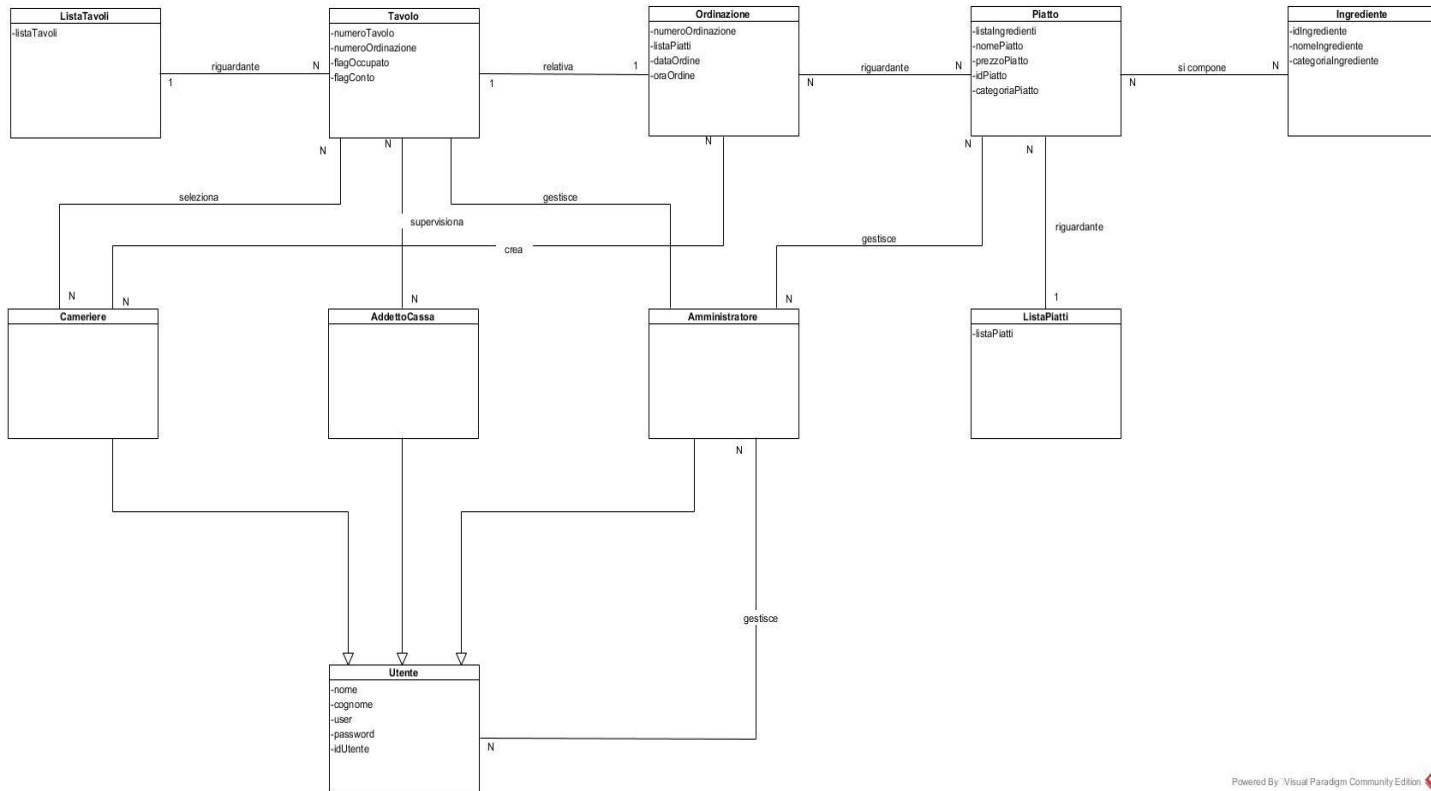 ListaTavoli
-listaTavoli
Tavolo
-numeroTavolo
-numeroOrdinazione
-flagOccupato
-flagConto
Ordinazione
-numeroOrdinazione
-listaPiatti
-dataOrdine
-oraOrdine
Piatto
-listaIngredienti
-nomePiatto
-prezzoPiatto
-idPiatto
-categoriaPiatto
Ingrediente
-idIngrediente
-nomeIngrediente
-categoriaIngrediente
riguardante
1
N
relativa
1
1
riguardante
N
N
si compone
N
N
N
N
N
N
N
seleziona
gestisce
supervisiona
crea
gestisce
riguardante
N
N
N
N
1
Cameriere
AddettoCassa
Amministratore
ListaPiatti
-listaPiatti
N
gestisce
Utente
-nome
-cognome
-user
-password
-idUtente
N
Powered By Visual Paradigm Community Edition